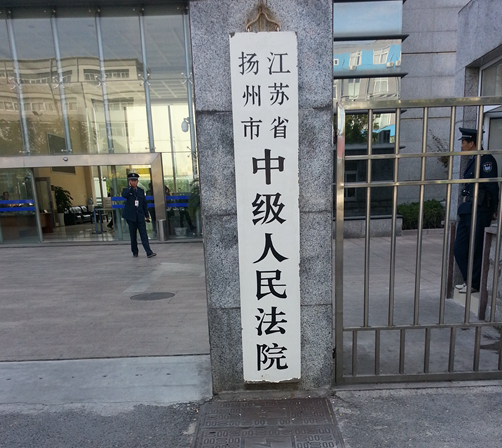 江苏省
扬州市
中级人民法院